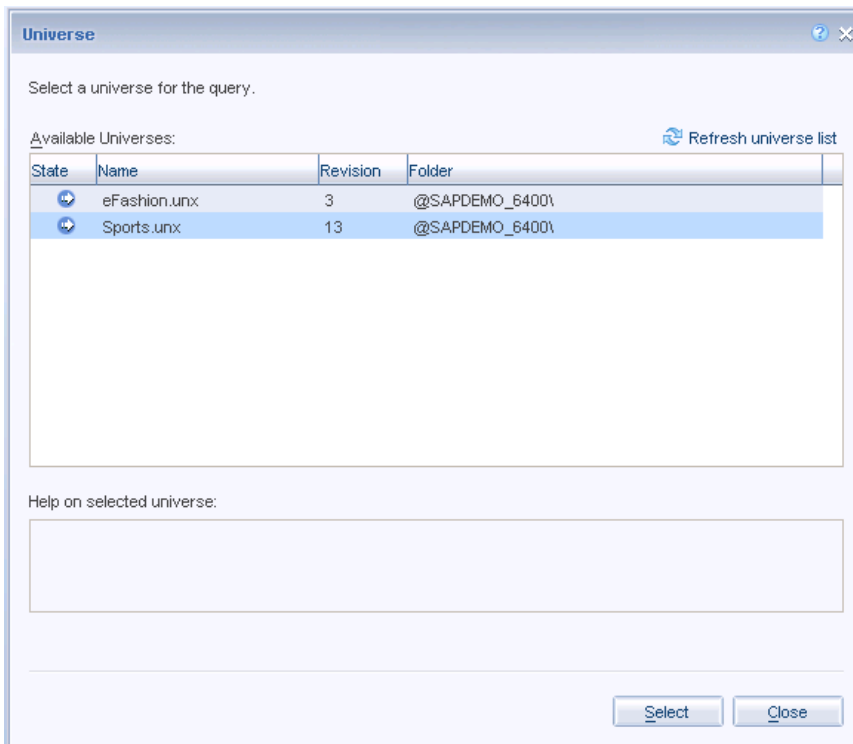 Universe
Select a universe for the query.
Available Universes: Refresh universe list
State Name Revision Folder
eFashion.unx 3 @SAPDEMO_6400\
Sports.unx 13 @SAPDEMO_6400\
Help on selected universe:
Select Close